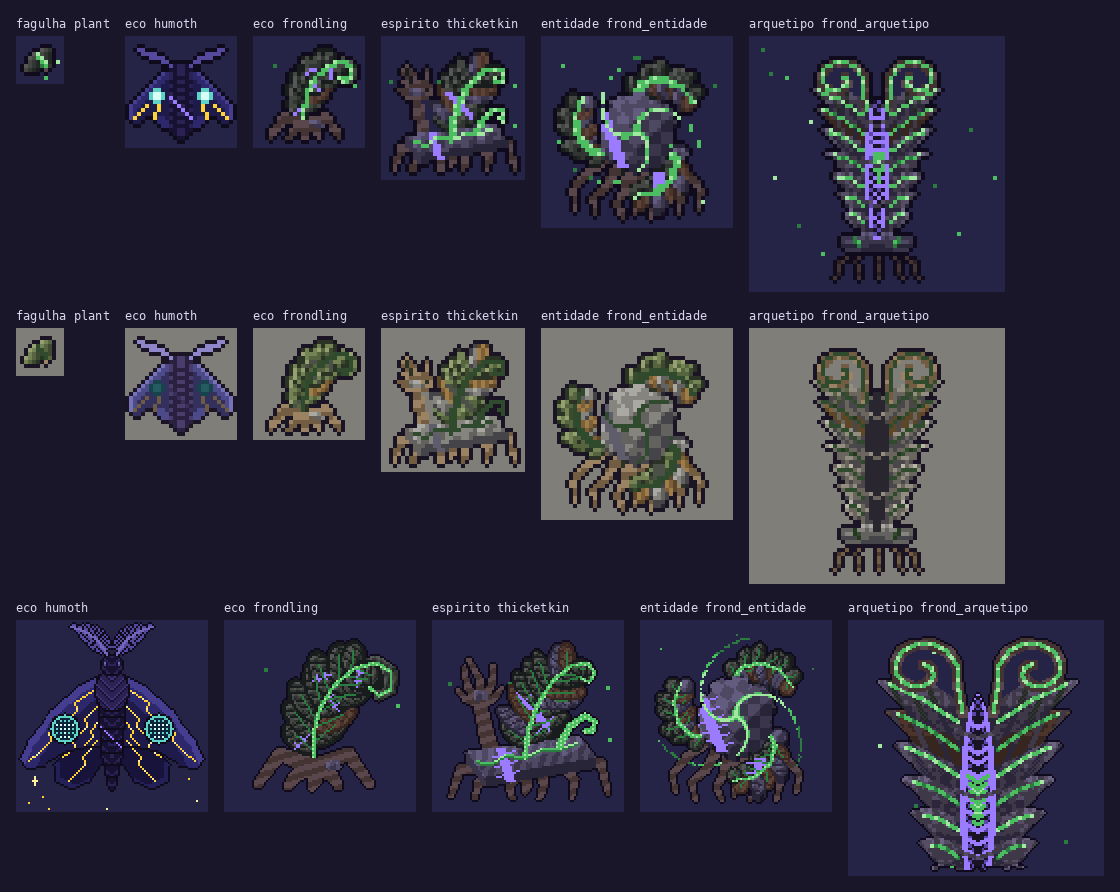 fagulha plant eco humoth eco frondling espirito thicketkin entidade frond_entidade arquetipo frond_arquetipo
fagulha plant eco humoth eco frondling espirito thicketkin entidade frond_entidade arquetipo frond_arquetipo
eco humoth eco frondling espirito thicketkin entidade frond_entidade arquetipo frond_arquetipo